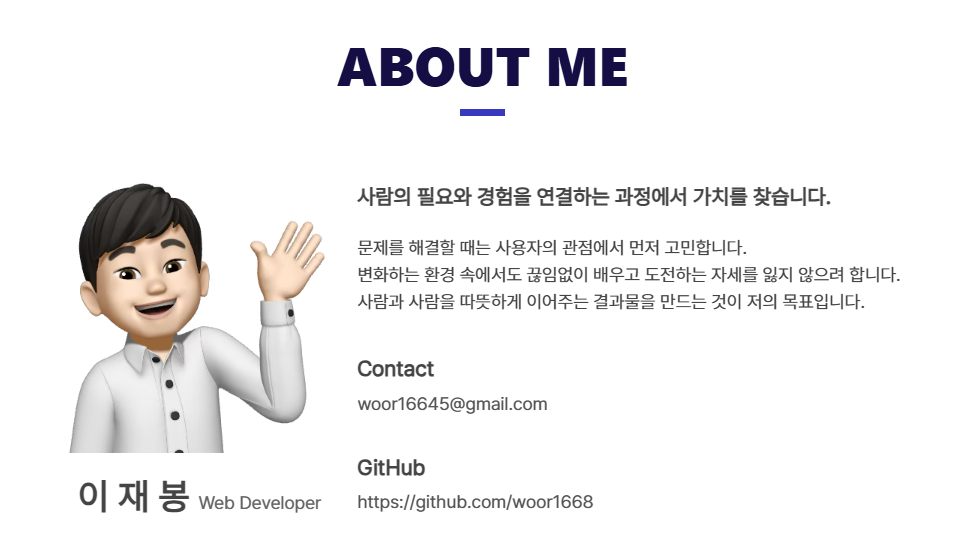 ABOUT ME
사람의 필요와 경험을 연결하는 과정에서 가치를 찾습니다.
문제를 해결할 때는 사용자의 관점에서 먼저 고민합니다.
변화하는 환경 속에서도 끊임없이 배우고 도전하는 자세를 잃지 않으려 합니다.
사람과 사람을 따뜻하게 이어주는 결과물을 만드는 것이 저의 목표입니다.
Contact
woor16645@gmail.com
GitHub
https://github.com/woor1668
이 재 봉 Web Developer